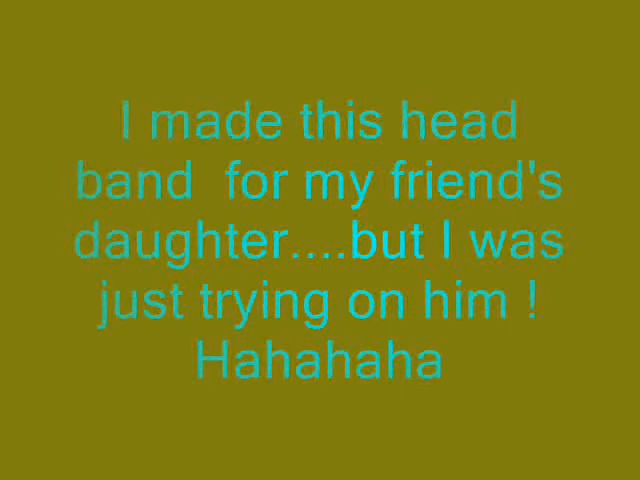 I made this head
band  for my friend's
daughter....but I was
just trying on him !
Hahahaha